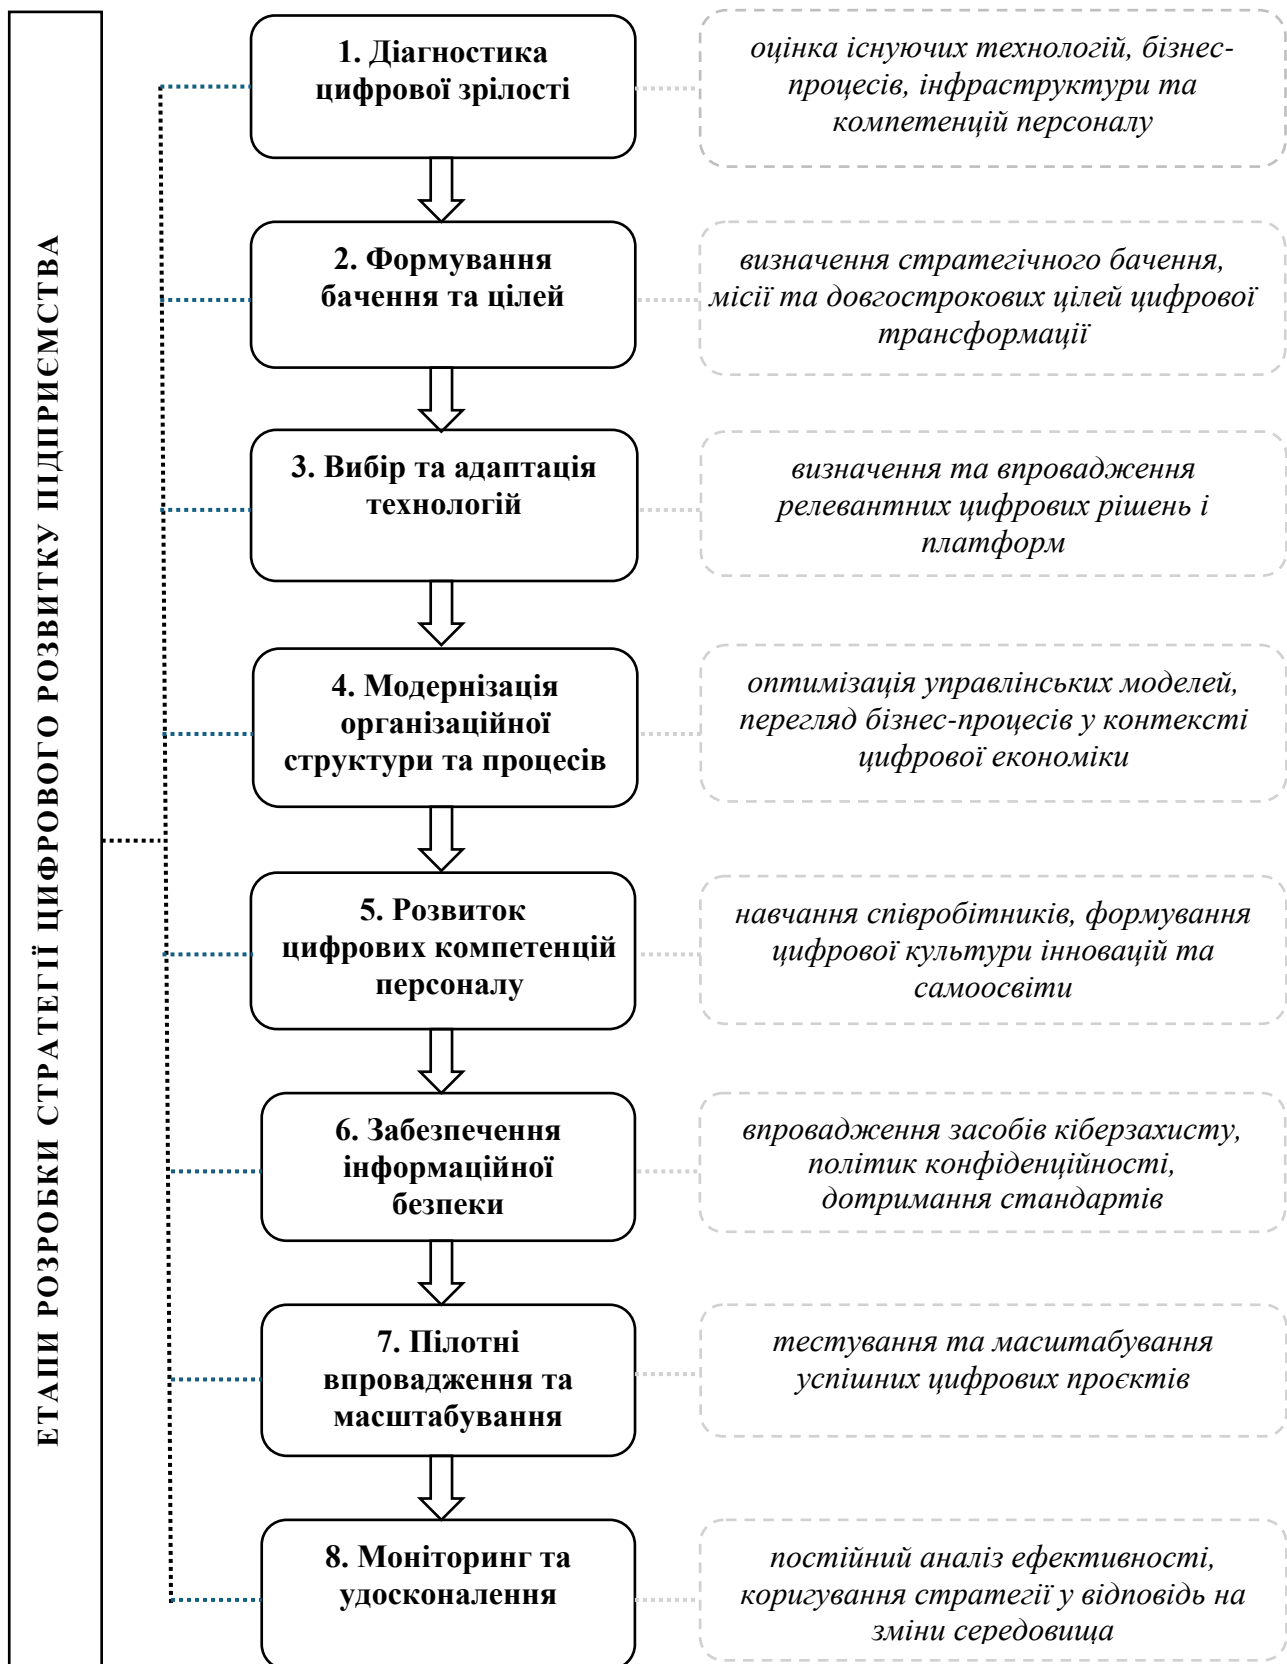 ЕТАПИ РОЗРОБКИ СТРАТЕГІЇ ЦИФРОВОГО РОЗВИТКУ ПІДПРИЄМСТВА
1. Діагностика
цифрової зрілості
оцінка існуючих технологій, бізнес-
процесів, інфраструктури та
компетенцій персоналу
2. Формування
бачення та цілей
визначення стратегічного бачення,
місії та довгострокових цілей цифрової
трансформації
3. Вибір та адаптація
технологій
визначення та впровадження
релевантних цифрових рішень і
платформ
4. Модернізація
організаційної
структури та процесів
оптимізація управлінських моделей,
перегляд бізнес-процесів у контексті
цифрової економіки
5. Розвиток
цифрових компетенцій
персоналу
навчання співробітників, формування
цифрової культури інновацій та
самоосвіти
6. Забезпечення
інформаційної
безпеки
впровадження засобів кіберзахисту,
політик конфіденційності,
дотримання стандартів
7. Пілотні
впровадження та
масштабування
тестування та масштабування
успішних цифрових проєктів
8. Моніторинг та
удосконалення
постійний аналіз ефективності,
коригування стратегії у відповідь на
зміни середовища